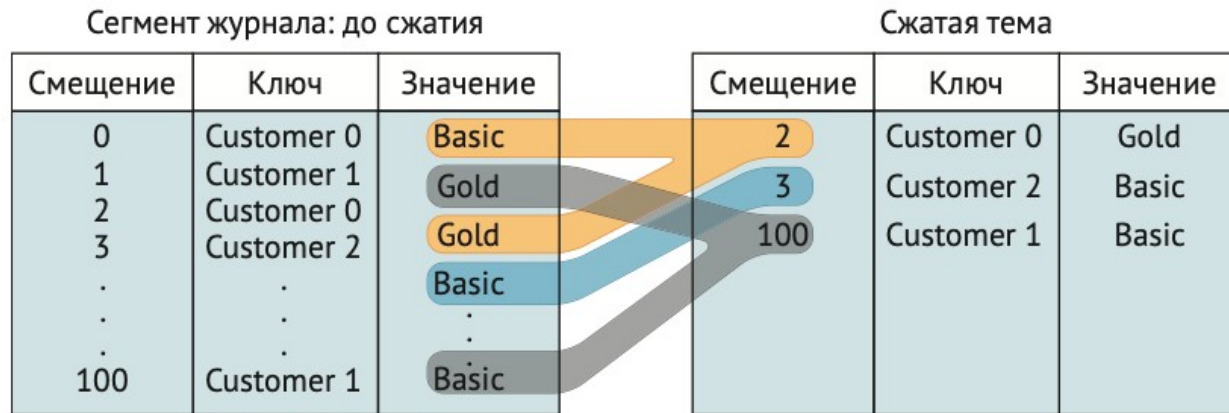 Сегмент журнала: до сжатия
Смещение Ключ Значение
0 Customer 0 Basic
1 Customer 1 Gold
2 Customer 0 Gold
3 Customer 2 Basic
. . .
. . .
. . .
100 Customer 1 Basic
Сжатая тема
Смещение Ключ Значение
2 Customer 0 Gold
3 Customer 2 Basic
100 Customer 1 Basic